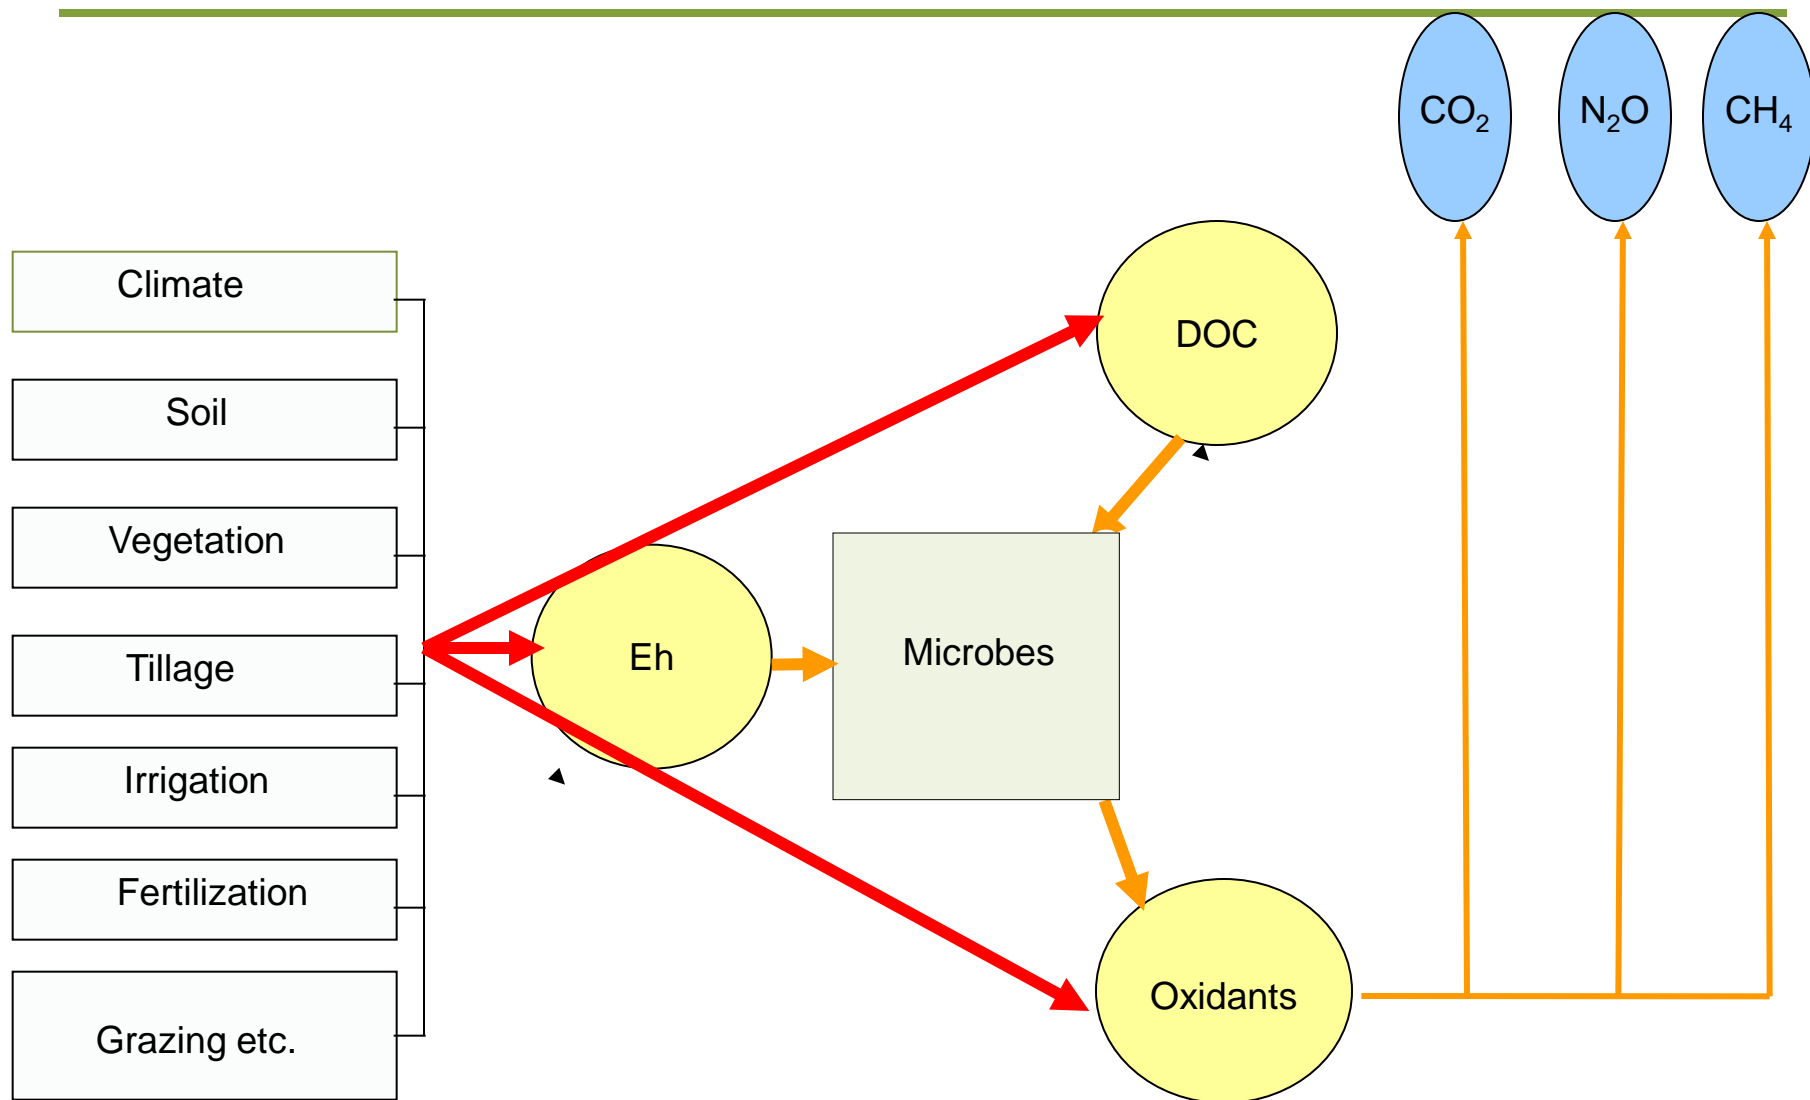 CO₂
N₂O
CH₄
Climate
Soil
Vegetation
Tillage
Irrigation
Fertilization
Grazing etc.
DOC
Eh
Microbes
Oxidants